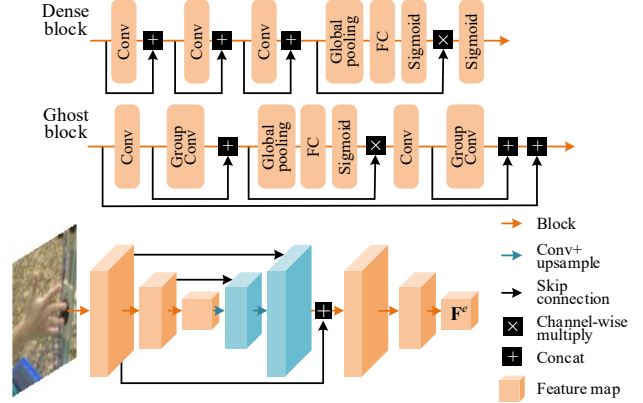 Dense
block
Conv
+
Conv
+
Conv
+
Global
pooling
FC
Sigmoid
×
Sigmoid
Ghost
block
Conv
Group
Conv
+
Global
pooling
FC
Sigmoid
×
Conv
Group
Conv
+
+
Block
Conv+
upsample
Skip
connection
×
Channel-wise
multiply
+
Concat
Feature map
+
F^e